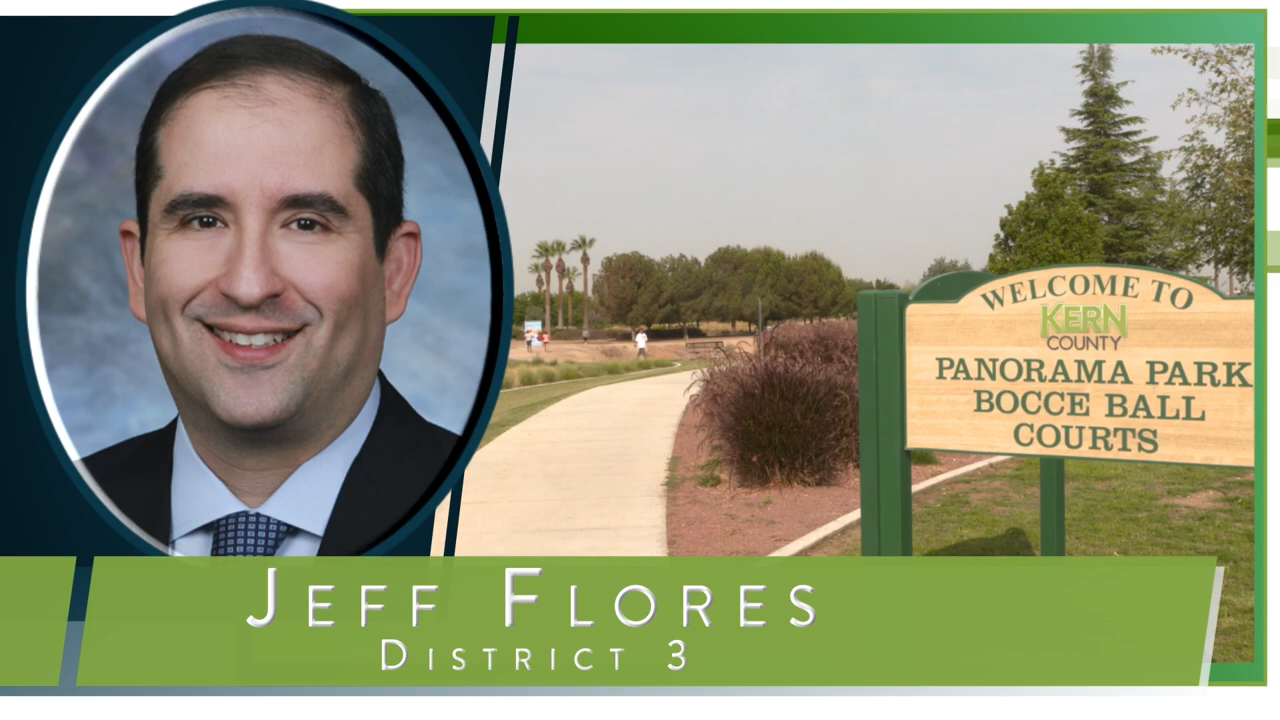 WELCOME TO
KERN
COUNTY
PANORAMA PARK
BOCCE BALL
COURTS
JEFF FLORES
DISTRICT 3